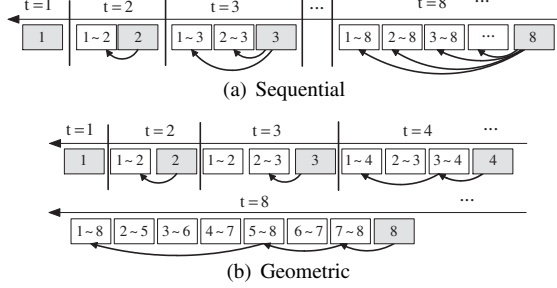 t=1 t=2 t=3 ... t=8 ...
1 1~2 2 1~3 2~3 3 1~8 2~8 3~8 ... 8
(a) Sequential
t=1 t=2 t=3 t=4 ...
1 1~2 2 1~2 2~3 3 1~4 2~3 3~4 4
t=8 ...
1~8 2~5 3~6 4~7 5~8 6~7 7~8 8
(b) Geometric